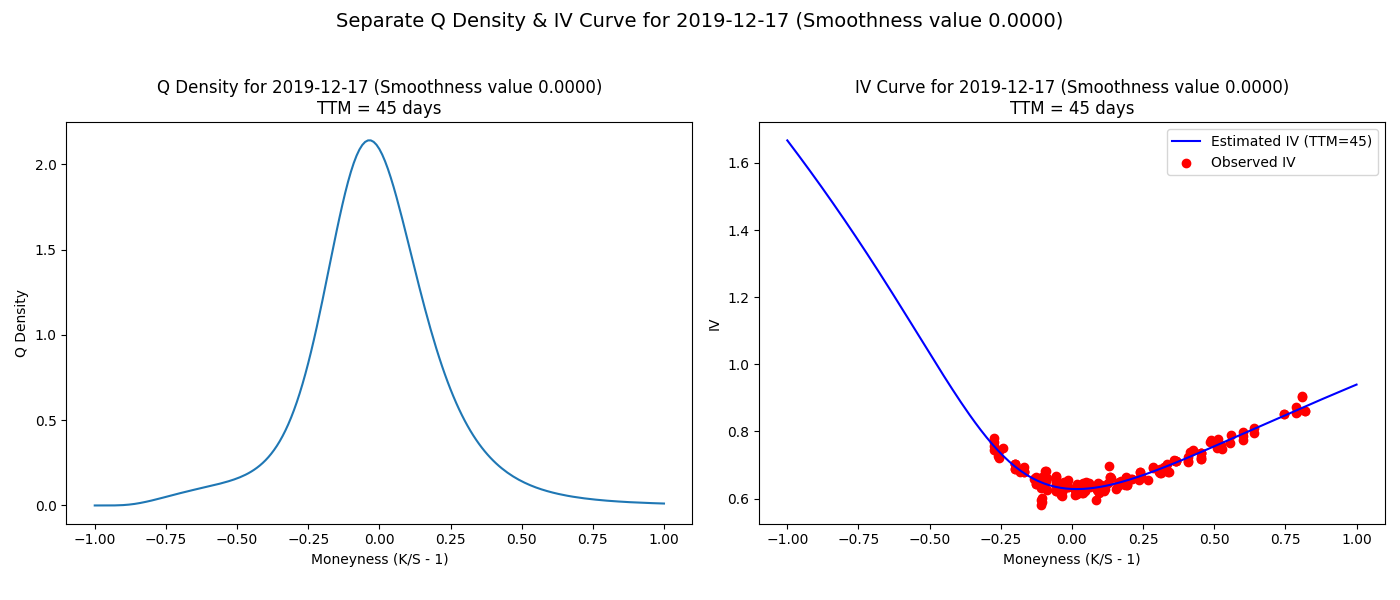 Separate Q Density & IV Curve for 2019-12-17 (Smoothness value 0.0000)
Q Density for 2019-12-17 (Smoothness value 0.0000)
TTM = 45 days
2.0
1.5
1.0
0.5
0.0
Q Density
−1.00 −0.75 −0.50 −0.25 0.00 0.25 0.50 0.75 1.00
Moneyness (K/S - 1)
IV Curve for 2019-12-17 (Smoothness value 0.0000)
TTM = 45 days
Estimated IV (TTM=45)
Observed IV
1.6
1.4
1.2
1.0
0.8
0.6
IV
−1.00 −0.75 −0.50 −0.25 0.00 0.25 0.50 0.75 1.00
Moneyness (K/S - 1)